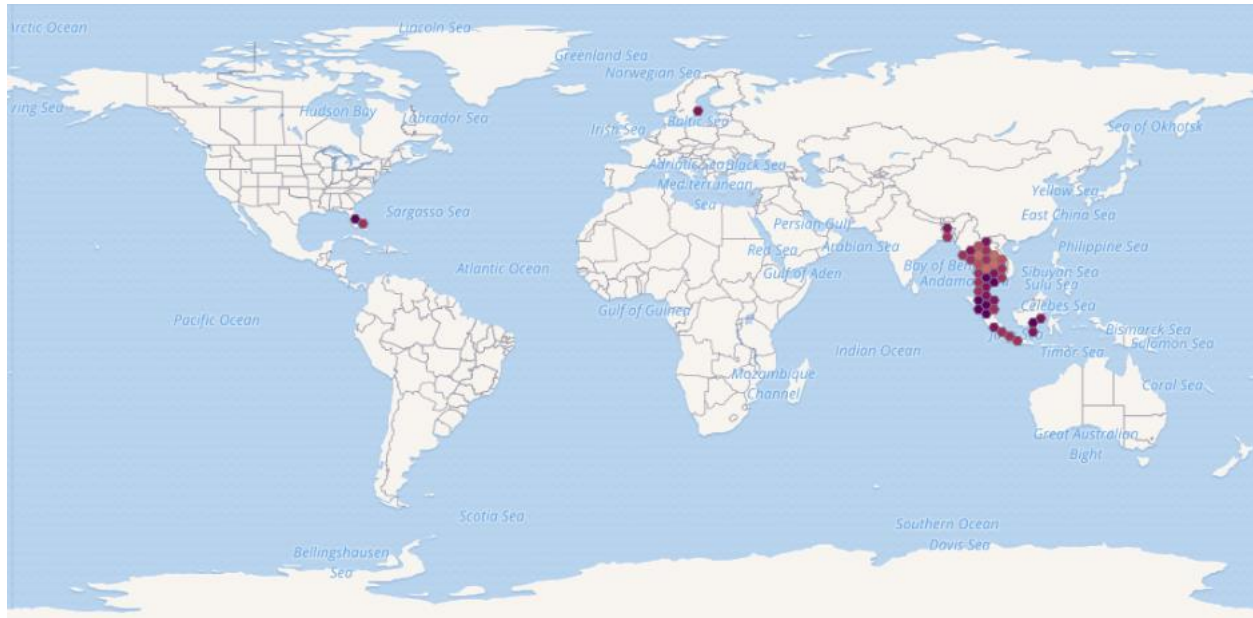 Arctic Ocean
Lincoln Sea
Greenland Sea
Norwegian Sea
Hudson Bay
Labrador Sea
Irish Sea
Baltic Sea
Sea of Okhotsk
Adriatic Sea
Black Sea
Mediterranean
Sea
Yellow Sea
East China Sea
Sargasso Sea
Persian Gulf
Red Sea
Arabian Sea
Philippine Sea
Atlantic Ocean
Gulf of Aden
Bay of Ben
Sibuyan Sea
Andama
Sulu Sea
Gulf of Guinea
Celebes Sea
Pacific Ocean
Bismarck Sea
Solomon Sea
Indian Ocean
Timor Sea
Mozambique
Channel
Coral Sea
Great Australian
Bight
Scotia Sea
Southern Ocean
Davis Sea
Bellingshausen
Sea